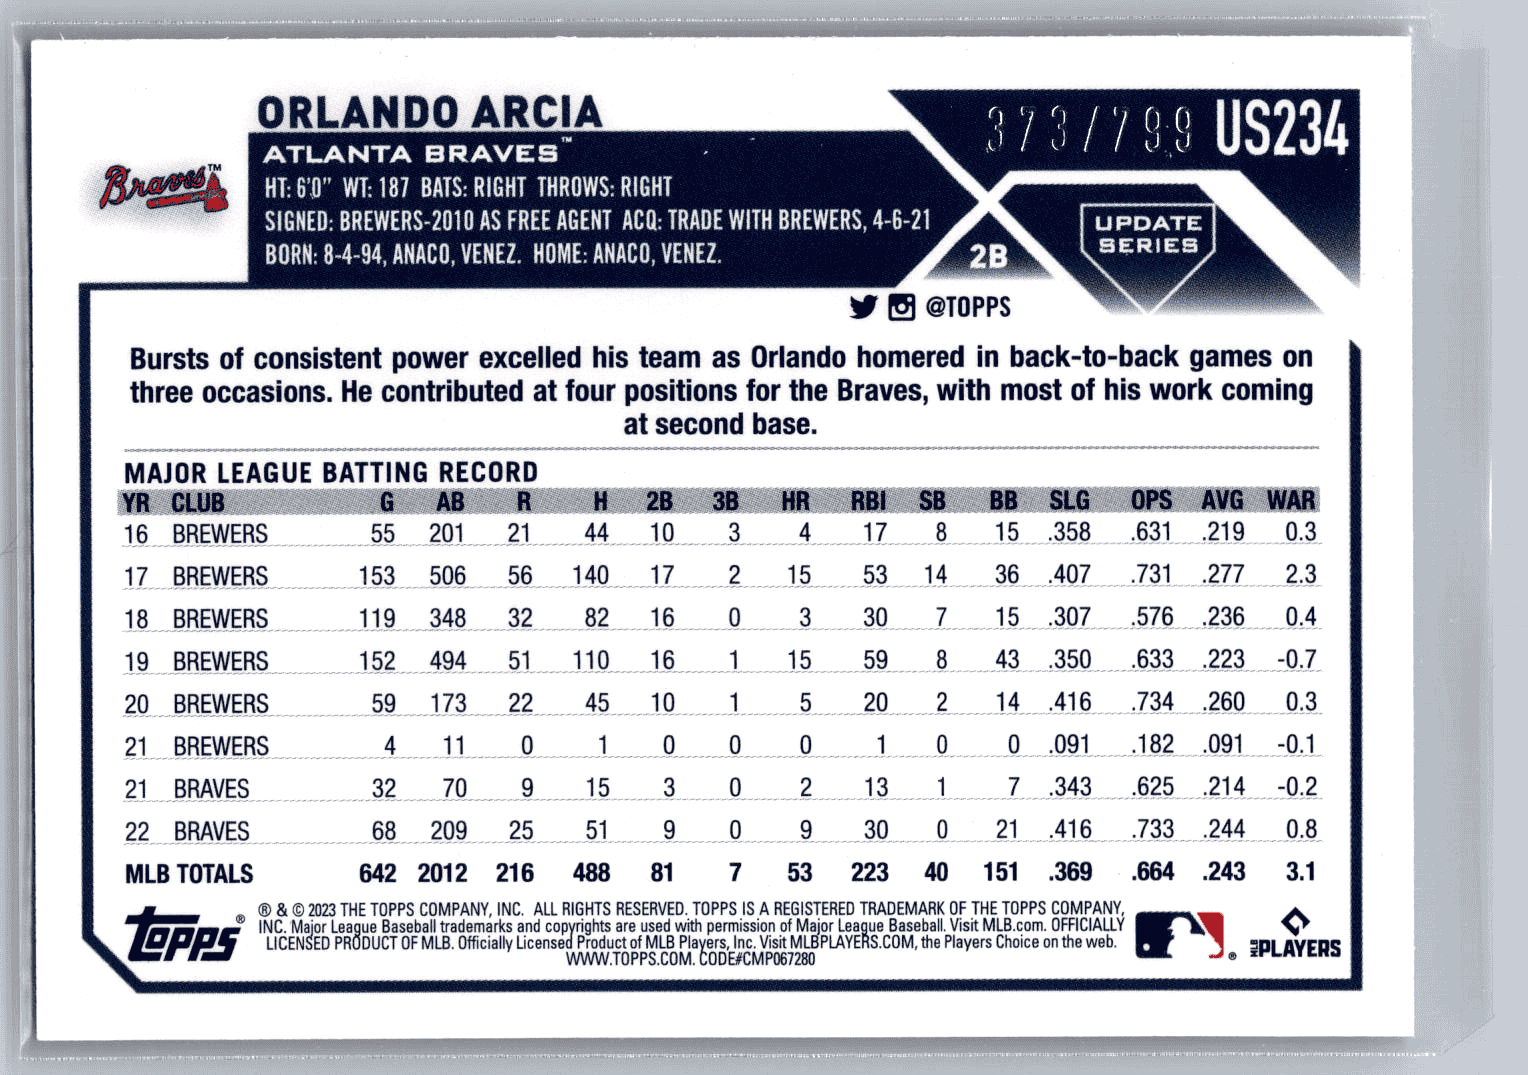 ORLANDO ARCIA
373/799 US234
Braves™
ATLANTA BRAVES™
HT: 6'0" WT: 187 BATS: RIGHT THROWS: RIGHT
SIGNED: BREWERS-2010 AS FREE AGENT ACQ: TRADE WITH BREWERS, 4-6-21
BORN: 8-4-94, ANACO, VENEZ. HOME: ANACO, VENEZ.
2B
UPDATE
SERIES
@TOPPS
Bursts of consistent power excelled his team as Orlando homered in back-to-back games on
three occasions. He contributed at four positions for the Braves, with most of his work coming
at second base.
MAJOR LEAGUE BATTING RECORD
YR CLUB G AB R H 2B 3B HR RBI SB BB SLG OPS AVG WAR
16 BREWERS 55 201 21 44 10 3 4 17 8 15 .358 .631 .219 0.3
17 BREWERS 153 506 56 140 17 2 15 53 14 36 .407 .731 .277 2.3
18 BREWERS 119 348 32 82 16 0 3 30 7 15 .307 .576 .236 0.4
19 BREWERS 152 494 51 110 16 1 15 59 8 43 .350 .633 .223 -0.7
20 BREWERS 59 173 22 45 10 1 5 20 2 14 .416 .734 .260 0.3
21 BREWERS 4 11 0 1 0 0 0 1 0 0 .091 .182 .091 -0.1
21 BRAVES 32 70 9 15 3 0 2 13 1 7 .343 .625 .214 -0.2
22 BRAVES 68 209 25 51 9 0 9 30 0 21 .416 .733 .244 0.8
MLB TOTALS 642 2012 216 488 81 7 53 223 40 151 .369 .664 .243 3.1
Topps®
® & © 2023 THE TOPPS COMPANY, INC. ALL RIGHTS RESERVED. TOPPS IS A REGISTERED TRADEMARK OF THE TOPPS COMPANY,
INC. Major League Baseball trademarks and copyrights are used with permission of Major League Baseball. Visit MLB.com. OFFICIALLY
LICENSED PRODUCT OF MLB. Officially Licensed Product of MLB Players, Inc. Visit MLBPLAYERS.COM, the Players Choice on the web.
WWW.TOPPS.COM. CODE#CMP067280
®
MLB PLAYERS